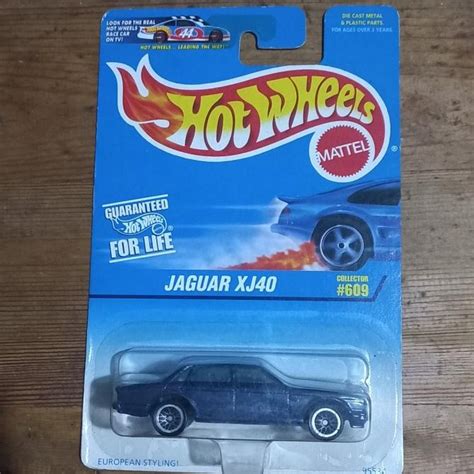 LOOK FOR THE REAL
HOT WHEELS
RACE CAR
ON TV!
44
HOT WHEELS... LEADING THE WAY!
DIE CAST METAL
& PLASTIC PARTS.
FOR AGES OVER 3 YEARS
HOT WHEELS
®
MATTEL
GUARANTEED
Hot Wheels
FOR LIFE
JAGUAR XJ40
COLLECTOR
#609
EUROPEAN STYLING!